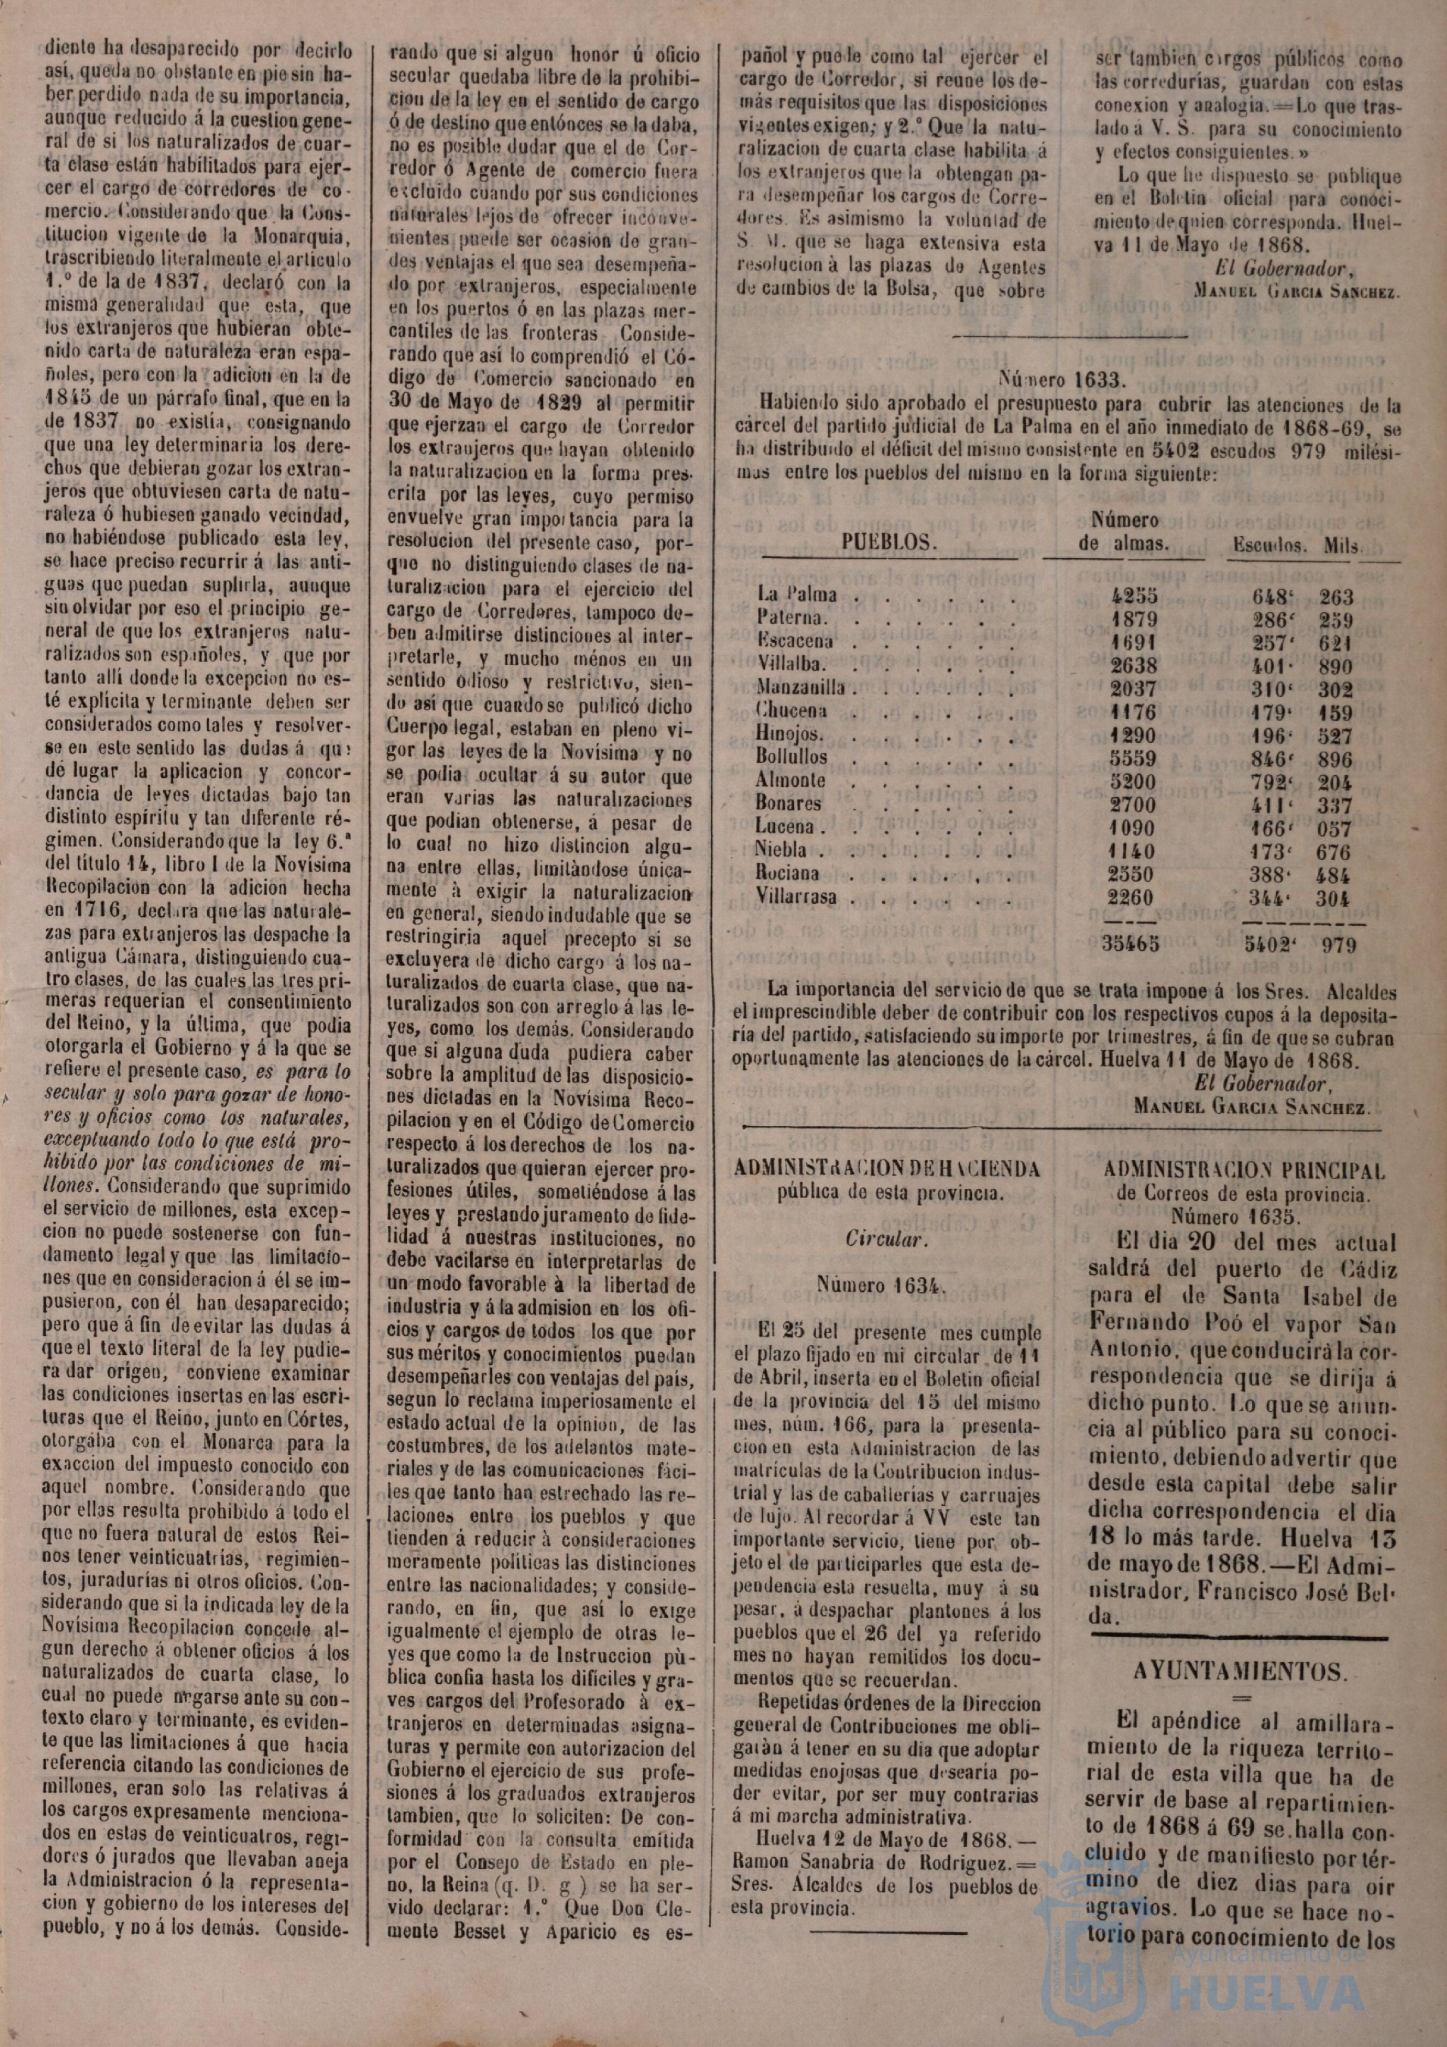 diente ha desaparecido por decirlo
así, queda no obstante en pie sin ha-
ber perdido nada de su importancia,
aunque reducido á la cuestion gene-
ral de si los naturalizados de cuar-
ta clase están habilitados para ejer-
cer el cargo de corredores de co-
mercio. Considerando que la Cons-
titucion vigente de la Monarquia,
trascribiendo literalmente el articulo
1.º de la de 1837, declaró con la
misma generalidad que esta, que
los extranjeros que hubieran obte-
nido carta de naturaleza eran espa-
ñoles, pero con la adicion en la de
1845 de un párrafo final, que en la
de 1837 no existia, consignando
que una ley determinaria los dere-
chos que debieran gozar los extran-
jeros que obtuviesen carta de natu-
raleza ó hubiesen ganado vecindad,
no habiéndose publicado esta ley,
se hace preciso recurrir á las anti-
guas que puedan suplirla, aunque
sin olvidar por eso el principio ge-
neral de que los extranjeros natu-
ralizados son españoles, y que por
tanto allí donde la excepcion no es-
té explícita y terminante deben ser
considerados como tales y resolver-
se en este sentido las dudas á que
dé lugar la aplicacion y concor-
dancia de leyes dictadas bajo tan
distinto espíritu y tan diferente ré-
gimen. Considerando que la ley 6.ª
del título 14, libro I de la Novísima
Recopilacion con la adicion hecha
en 1716, declara que las naturale-
zas para extranjeros las despache la
antigua Cámara, distinguiendo cua-
tro clases, de las cuales las tres pri-
meras requerian el consentimiento
del Reino, y la última, que podia
otorgarla el Gobierno y á la que se
refiere el presente caso, es para lo
secular y solo para gozar de hono-
res y oficios como los naturales,
exceptuando todo lo que está pro-
hibido por las condiciones de mi-
llones. Considerando que suprimido
el servicio de millones, esta excep-
cion no puede sostenerse con fun-
damento legal y que las limitacio-
nes que en consideracion á él se im-
pusieron, con él han desaparecido;
pero que á fin de evitar las dudas á
que el texto literal de la ley pudie-
ra dar origen, conviene examinar
las condiciones insertas en las escri-
turas que el Reino, junto en Córtes,
otorgaba con el Monarca para la
exaccion del impuesto conocido con
aquel nombre. Considerando que
por ellas resulta prohibido á todo el
que no fuera natural de estos Rei-
nos tener veinticuatrías, regimien-
tos, juradurías ni otros oficios. Con-
siderando que si la indicada ley de la
Novísima Recopilacion concede al-
gun derecho á obtener oficios á los
naturalizados de cuarta clase, lo
cual no puede negarse ante su con-
texto claro y terminante, es eviden-
te que las limitaciones á que hacia
referencia citando las condiciones de
millones, eran solo las relativas á
los cargos expresamente menciona-
dos en estas de veinticuatros, regi-
dores ó jurados que llevaban aneja
la Administracion ó la representa-
cion y gobierno de los intereses del
pueblo, y no á los demás. Conside-
rando que si algun honor ú oficio
secular quedaba libre de la prohibi-
cion de la ley en el sentido de cargo
ó de destino que entónces se la daba,
no es posible dudar que el de Cor-
redor ó Agente de comercio fuera
excluido cuando por sus condiciones
naturales lejos de ofrecer inconve-
nientes puede ser ocasion de gran-
des ventajas el que sea desempeña-
do por extranjeros, especialmente
en los puertos ó en las plazas mer-
cantiles de las fronteras. Conside-
rando que así lo comprendió el Có-
digo de Comercio sancionado en
30 de Mayo de 1829 al permitir
que ejerzan el cargo de Corredor
los extranjeros que hayan obtenido
la naturalizacion en la forma pres-
crita por las leyes, cuyo permiso
envuelve gran importancia para la
resolucion del presente caso, por-
que no distinguiendo clases de na-
turalizacion para el ejercicio del
cargo de Corredores, tampoco de-
ben admitirse distinciones al inter-
pretarle, y mucho ménos en un
sentido odioso y restrictivo, sien-
do así que cuando se publicó dicho
Cuerpo legal, estaban en pleno vi-
gor las leyes de la Novísima y no
se podia ocultar á su autor que
eran varias las naturalizaciones
que podian obtenerse, á pesar de
lo cual no hizo distincion algu-
na entre ellas, limitándose única-
mente à exigir la naturalizacion
en general, siendo indudable que se
restringiria aquel precepto si se
excluyera de dicho cargo á los na-
turalizados de cuarta clase, que na-
turalizados son con arreglo á las le-
yes, como los demás. Considerando
que si alguna duda pudiera caber
sobre la amplitud de las disposicio-
nes dictadas en la Novísima Reco-
pilacion y en el Código de Comercio
respecto á los derechos de los na-
turalizados que quieran ejercer pro-
fesiones útiles, sometiéndose á las
leyes y prestando juramento de fide-
lidad á nuestras instituciones, no
debe vacilarse en interpretarlas de
un modo favorable à la libertad de
industria y á la admision en los ofi-
cios y cargos de todos los que por
sus méritos y conocimientos puedan
desempeñarles con ventajas del pais,
segun lo reclama imperiosamente el
estado actual de la opinion, de las
costumbres, de los adelantos mate-
riales y de las comunicaciones fáci-
les que tanto han estrechado las re-
laciones entre los pueblos y que
tienden á reducir à consideraciones
meramente politicas las distinciones
entre las nacionalidades; y conside-
rando, en fin, que así lo exige
igualmente el ejemplo de otras le-
yes que como la de Instruccion pú-
blica confia hasta los difíciles y gra-
ves cargos del Profesorado à ex-
tranjeros en determinadas asigna-
turas y permite con autorizacion del
Gobierno el ejercicio de sus profe-
siones á los graduados extranjeros
tambien, que lo soliciten: De con-
formidad con la consulta emitida
por el Consejo de Estado en ple-
no, la Reina (q. D. g.) se ha ser-
vido declarar: 1.º Que Don Cle-
mente Besset y Aparicio es es-
pañol y puede como tal ejercer el
cargo de Corredor, si reune los de-
más requisitos que las disposiciones
vigentes exigen; y 2.º Que la natu-
ralizacion de cuarta clase habilita á
los extranjeros que la obtengan pa-
ra desempeñar los cargos de Corre-
dores. Es asimismo la voluntad de
S. M. que se haga extensiva esta
resolucion à las plazas de Agentes
de cambios de la Bolsa, que sobre
ser tambien cargos públicos como
las corredurías, guardan con estas
conexion y analogia.=Lo que tras-
lado á V. S. para su conocimiento
y efectos consiguientes.»
Lo que he dispuesto se publique
en el Boletin oficial para conoci-
miento de quien corresponda. Huel-
va 11 de Mayo de 1868.
El Gobernador,
MANUEL GARCIA SANCHEZ.
Número 1633.
Habiendo sido aprobado el presupuesto para cubrir las atenciones de la
cárcel del partido judicial de La Palma en el año inmediato de 1868-69, se
ha distribuido el déficit del mismo consistente en 5402 escudos 979 milési-
mas entre los pueblos del mismo en la forma siguiente:
PUEBLOS. Número de almas. Escudos. Mils.
La Palma . . . . . . 4255 648‘ 263
Paterna. . . . . . . 1879 286‘ 259
Escacena . . . . . . 1691 257‘ 621
Villalba. . . . . . . 2638 401· 890
Manzanilla . . . . . . 2037 310‘ 302
Chucena . . . . . . 1176 179‘ 159
Hinojos. . . . . . . 1290 196· 527
Bollullos . . . . . . 5559 846‘ 896
Almonte . . . . . . 5200 792‘ 204
Bonares . . . . . . 2700 411‘ 337
Lucena . . . . . . . 1090 166‘ 057
Niebla . . . . . . . 1140 173‘ 676
Rociana . . . . . . 2550 388‘ 484
Villarrasa . . . . . . 2260 344‘ 304
35465 5402‘ 979
La importancia del servicio de que se trata impone á los Sres. Alcaldes
el imprescindible deber de contribuir con los respectivos cupos á la deposita-
ría del partido, satisfaciendo su importe por trimestres, á fin de que se cubran
oportunamente las atenciones de la cárcel. Huelva 11 de Mayo de 1868.
El Gobernador,
MANUEL GARCIA SANCHEZ.
ADMINISTRACION DE HACIENDA
pública de esta provincia.
Circular.
Número 1634.
El 25 del presente mes cumple
el plazo fijado en mi circular de 11
de Abril, inserta en el Boletin oficial
de la provincia del 15 del mismo
mes, núm. 166, para la presenta-
cion en esta Administracion de las
matrículas de la Contribucion indus-
trial y las de caballerías y carruajes
de lujo. Al recordar á VV este tan
importante servicio, tiene por ob-
jeto el de participarles que esta de-
pendencia esta resuelta, muy á su
pesar, á despachar plantones á los
pueblos que el 26 del ya referido
mes no hayan remitidos los docu-
mentos que se recuerdan.
Repetidas órdenes de la Direccion
general de Contribuciones me obli-
garàn á tener en su dia que adoptar
medidas enojosas que desearia po-
der evitar, por ser muy contrarias
á mi marcha administrativa.
Huelva 12 de Mayo de 1868.—
Ramon Sanabria de Rodriguez.=
Sres. Alcaldes de los pueblos de
esta provincia.
ADMINISTRACION PRINCIPAL
de Correos de esta provincia.
Número 1635.
El dia 20 del mes actual
saldrá del puerto de Cádiz
para el de Santa Isabel de
Fernando Poó el vapor San
Antonio, que conducirá la cor-
respondencia que se dirija á
dicho punto. Lo que se anun-
cia al público para su conoci-
miento, debiendo advertir que
desde esta capital debe salir
dicha correspondencia el dia
18 lo más tarde. Huelva 13
de mayo de 1868.—El Admi-
nistrador, Francisco José Bel-
da.
AYUNTAMIENTOS.
El apéndice al amillara-
miento de la riqueza territo-
rial de esta villa que ha de
servir de base al repartimien-
to de 1868 á 69 se halla con-
cluido y de manifiesto por tér-
mino de diez dias para oir
agravios. Lo que se hace no-
torio para conocimiento de los
Ayuntamiento de
HUELVA